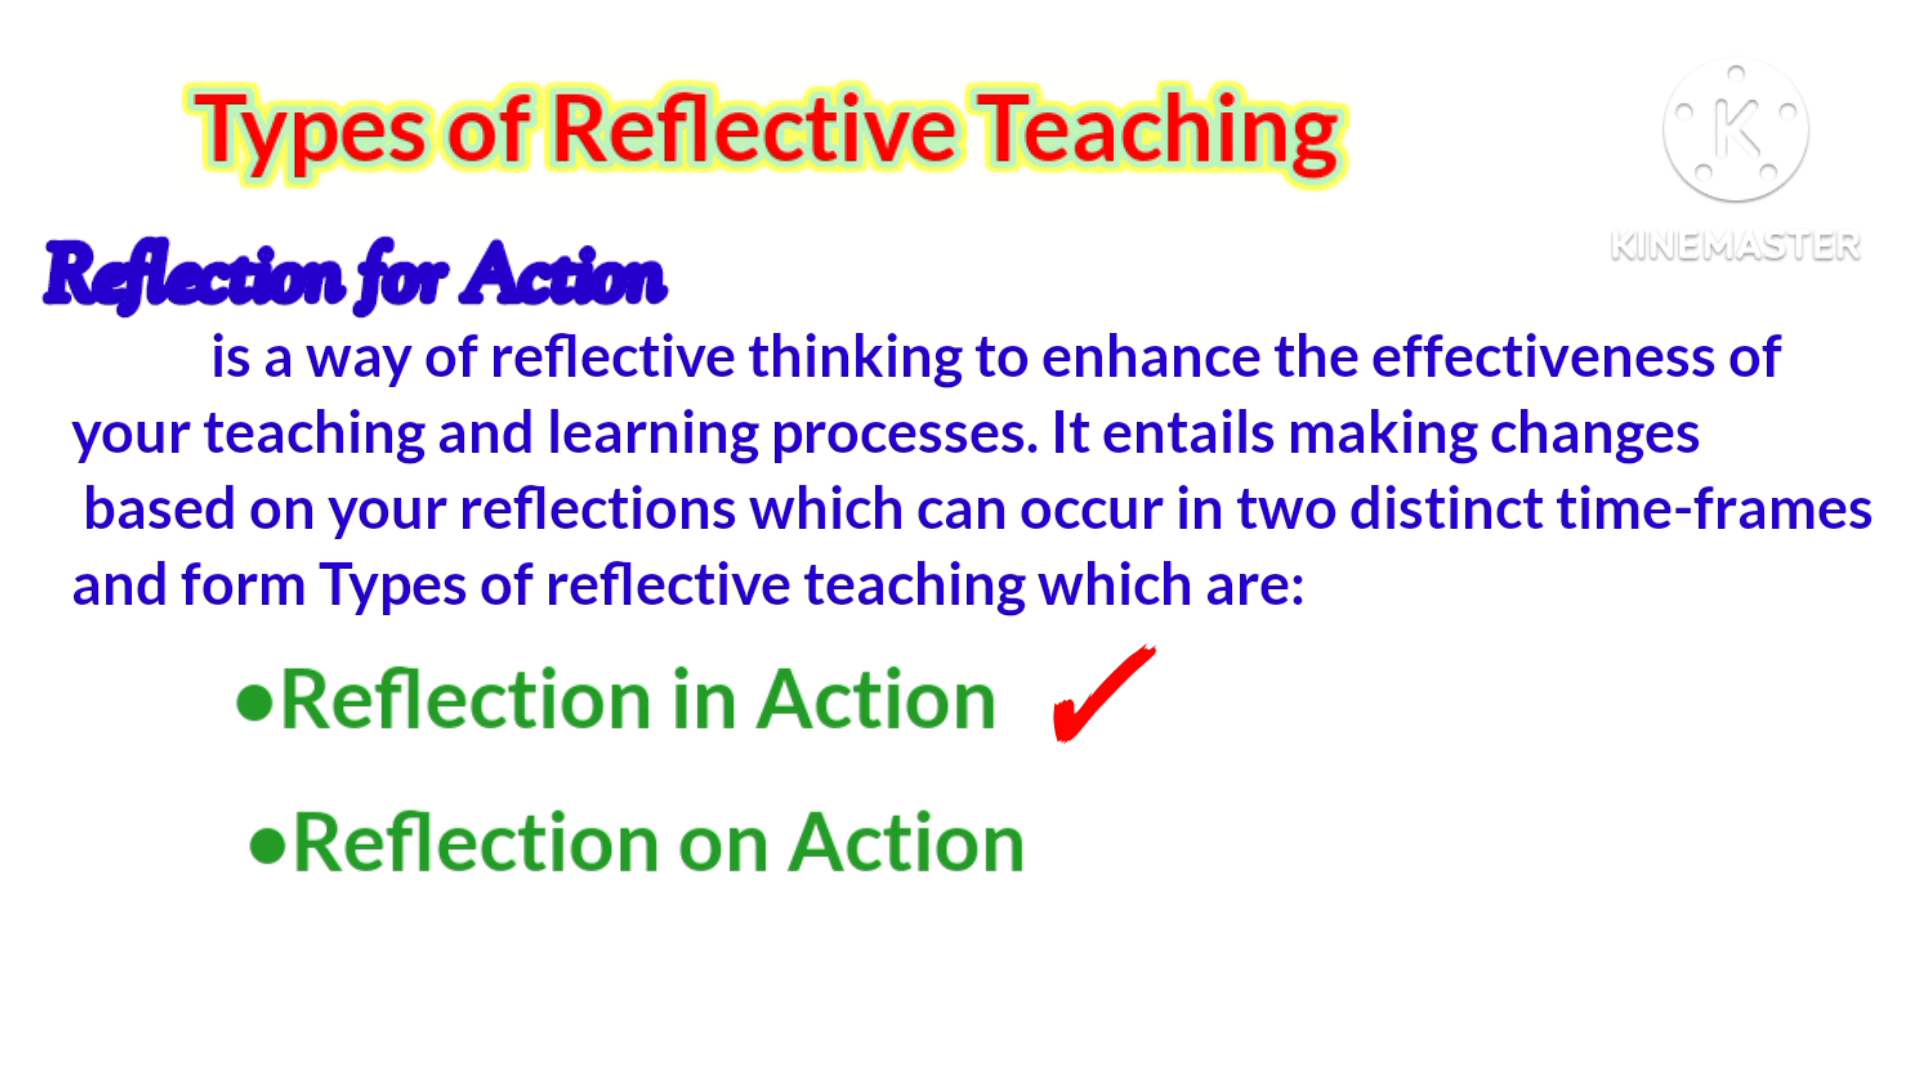 Types of Reflective Teaching
K
KINEMASTER
Reflection for Action
is a way of reflective thinking to enhance the effectiveness of
your teaching and learning processes. It entails making changes
based on your reflections which can occur in two distinct time-frames
and form Types of reflective teaching which are:
•Reflection in Action
•Reflection on Action